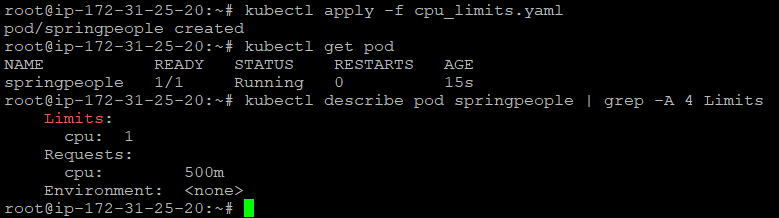 root@ip-172-31-25-20:~# kubectl apply -f cpu_limits.yaml
pod/springpeople created
root@ip-172-31-25-20:~# kubectl get pod
NAME           READY   STATUS    RESTARTS   AGE
springpeople   1/1     Running   0          15s
root@ip-172-31-25-20:~# kubectl describe pod springpeople | grep -A 4 Limits
    Limits:
      cpu:  1
    Requests:
      cpu:        500m
    Environment:  <none>
root@ip-172-31-25-20:~#